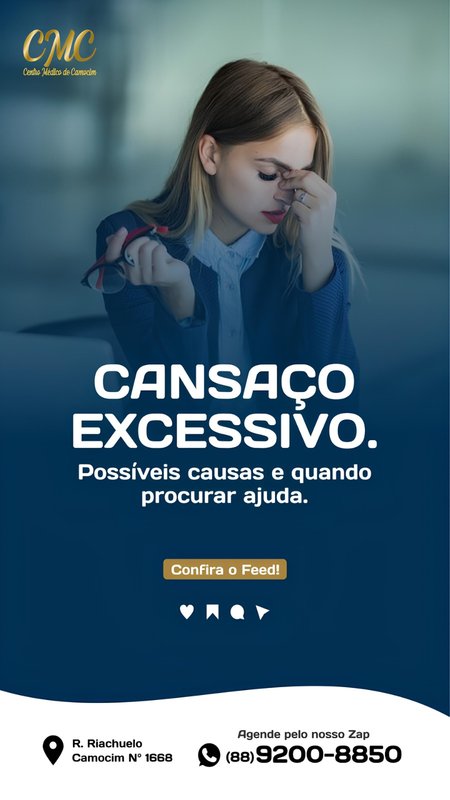 CMC
Centro Médico de Camocim
CANSAÇO
EXCESSIVO.
Possíveis causas e quando
procurar ajuda.
Confira o Feed!
R. Riachuelo
Camocim N° 1668
Agende pelo nosso Zap
(88)9200-8850